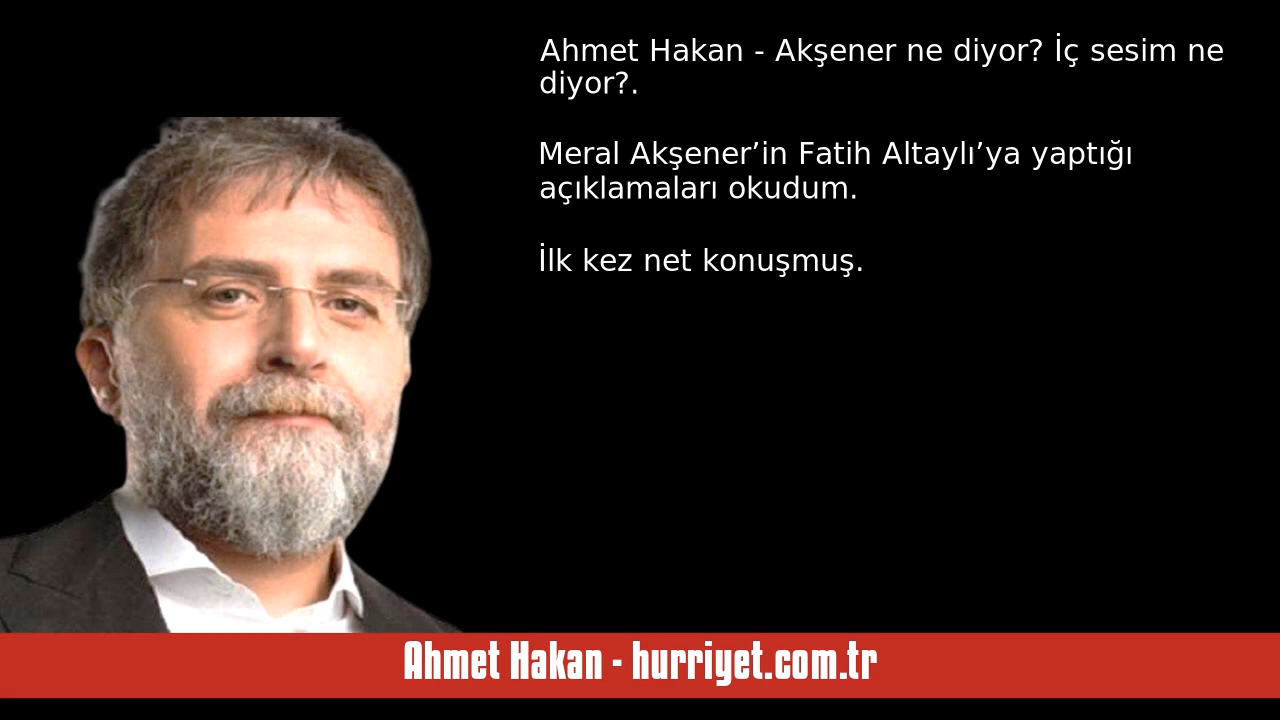 Ahmet Hakan - Akşener ne diyor? İç sesim ne
diyor?.
Meral Akşener’in Fatih Altaylı’ya yaptığı
açıklamaları okudum.
İlk kez net konuşmuş.
Ahmet Hakan - hurriyet.com.tr